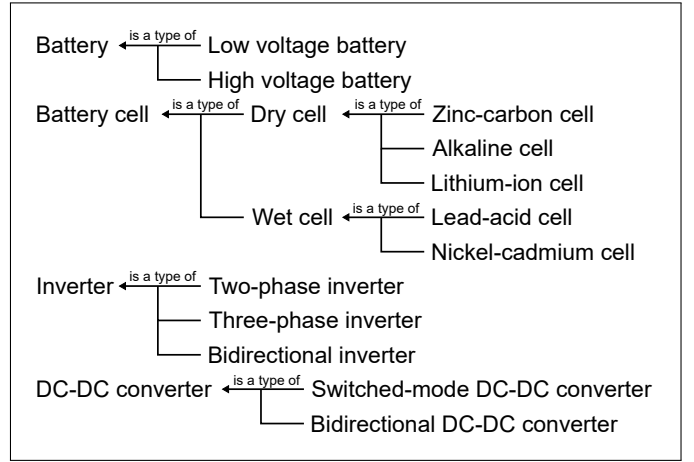 Battery is a type of Low voltage battery
High voltage battery
Battery cell is a type of Dry cell is a type of Zinc-carbon cell
Alkaline cell
Lithium-ion cell
Wet cell is a type of Lead-acid cell
Nickel-cadmium cell
Inverter is a type of Two-phase inverter
Three-phase inverter
Bidirectional inverter
DC-DC converter is a type of Switched-mode DC-DC converter
Bidirectional DC-DC converter